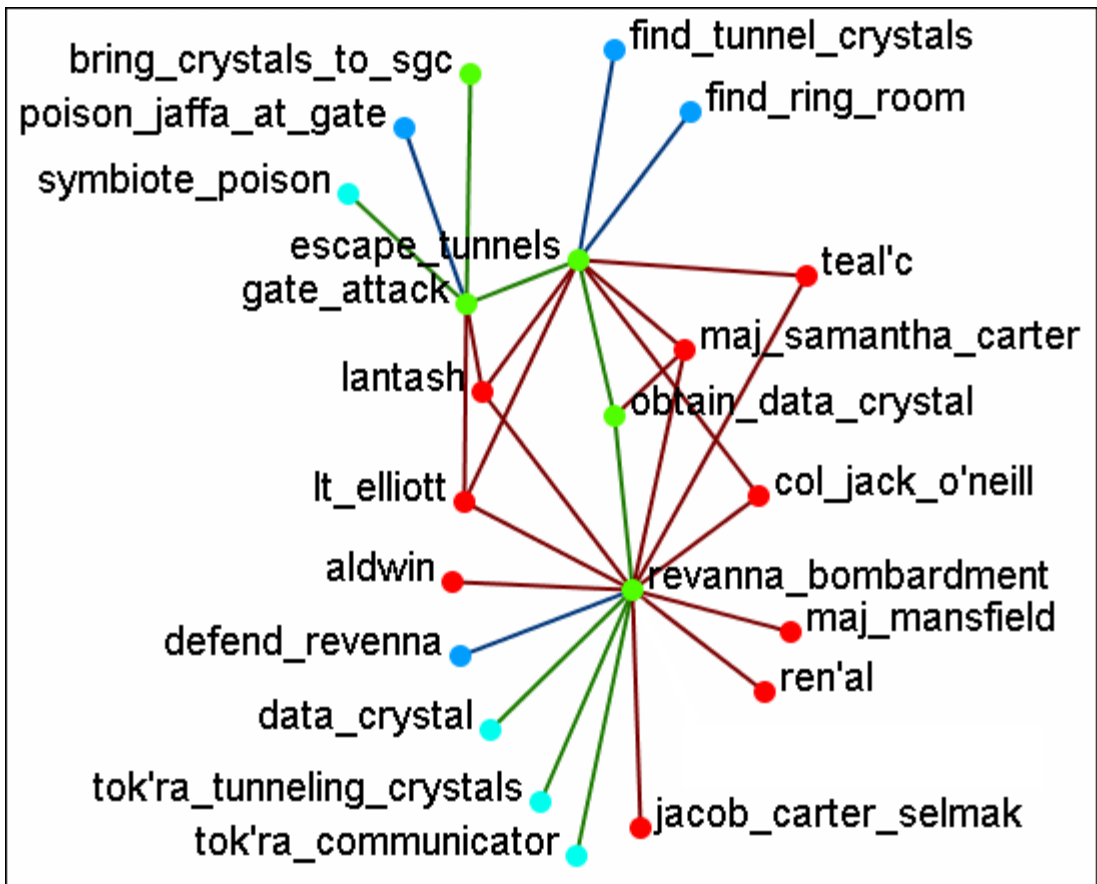 find_tunnel_crystals
bring_crystals_to_sgc
find_ring_room
poison_jaffa_at_gate
symbiote_poison
escape_tunnels
teal'c
gate_attack
maj_samantha_carter
lantash
obtain_data_crystal
lt_elliott
col_jack_o'neill
aldwin
revanna_bombardment
maj_mansfield
defend_revenna
ren'al
data_crystal
tok'ra_tunneling_crystals
jacob_carter_selmak
tok'ra_communicator